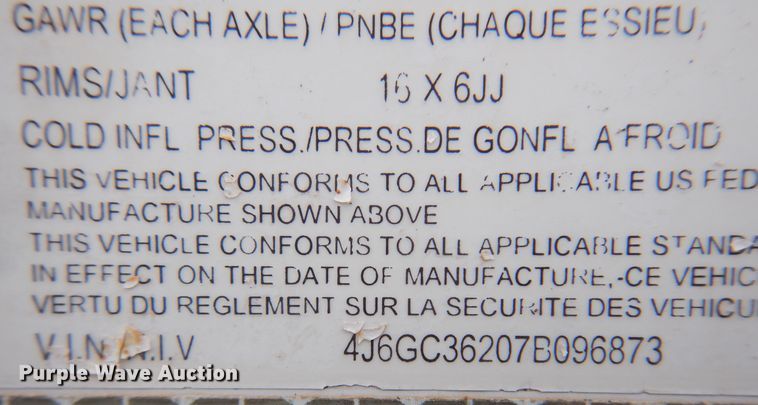 GAWR (EACH AXLE) / PNBE (CHAQUE ESSIEU)
RIMS/JANT 16 X 6JJ
COLD INFL PRESS./PRESS.DE GONFL A FROID
THIS VEHICLE CONFORMS TO ALL APPLICABLE US FED
MANUFACTURE SHOWN ABOVE
THIS VEHICLE CONFORMS TO ALL APPLICABLE STANDA
IN EFFECT ON THE DATE OF MANUFACTURE,-CE VEHIC
VERTU DU REGLEMENT SUR LA SECURITE DES VEHICU
V.I.N./N.I.V 4J6GC36207B096873
Purple Wave Auction